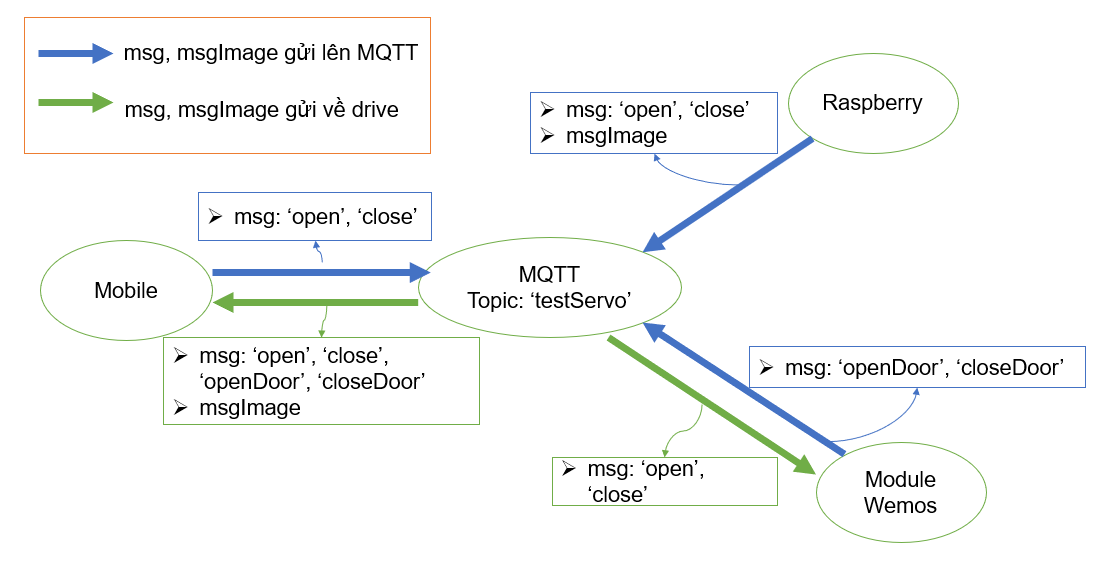 msg, msgImage gửi lên MQTT
msg, msgImage gửi về drive
Raspberry
➢ msg: ‘open’, ‘close’
➢ msgImage
➢ msg: ‘open’, ‘close’
Mobile
MQTT
Topic: ‘testServo’
➢ msg: ‘open’, ‘close’,
‘openDoor’, ‘closeDoor’
➢ msgImage
➢ msg: ‘openDoor’, ‘closeDoor’
➢ msg: ‘open’,
‘close’
Module
Wemos